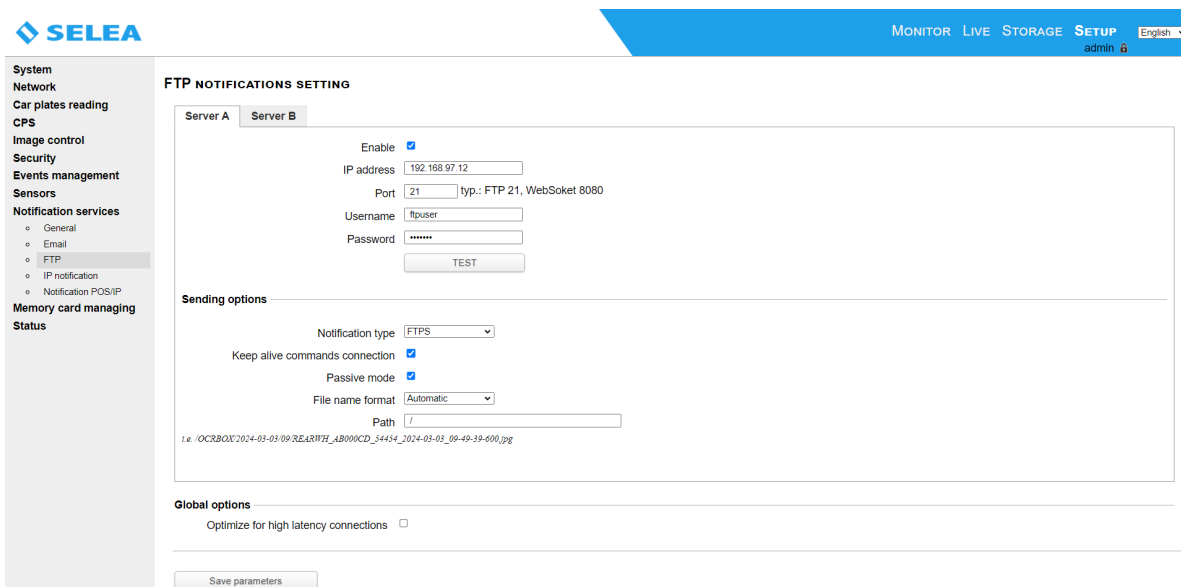 SELEA
MONITOR LIVE STORAGE SETUP English
admin
System
Network
Car plates reading
CPS
Image control
Security
Events management
Sensors
Notification services
General
Email
FTP
IP notification
Notification POS/IP
Memory card managing
Status
FTP NOTIFICATIONS SETTING
Server A Server B
Enable
IP address 192.168.97.12
Port 21 typ.: FTP 21, WebSoket 8080
Username ftpuser
Password •••••••
TEST
Sending options
Notification type FTPS
Keep alive commands connection
Passive mode
File name format Automatic
Path /
i.e. /OCRBOX/2024-03-03/09/REARWH_AB000CD_54454_2024-03-03_09-49-39-600.jpg
Global options
Optimize for high latency connections
Save parameters